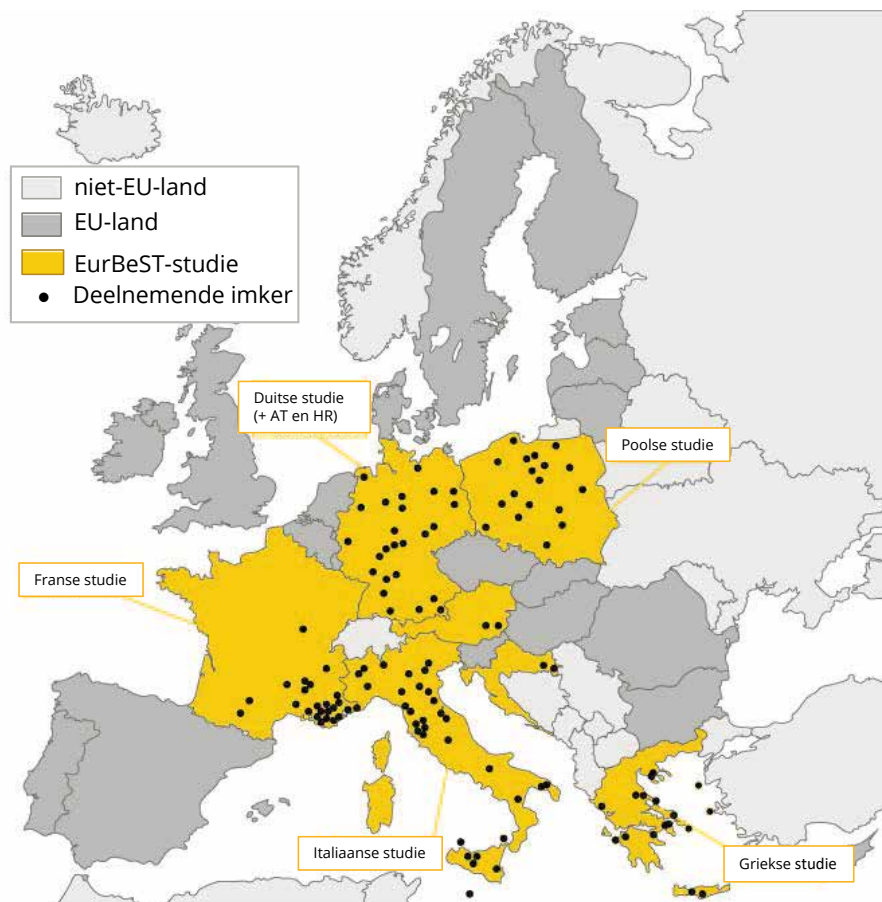 niet-EU-land
EU-land
EurBeST-studie
Deelnemende imker
Duitse studie
(+ AT en HR)
Poolse studie
Franse studie
Italiaanse studie
Griekse studie